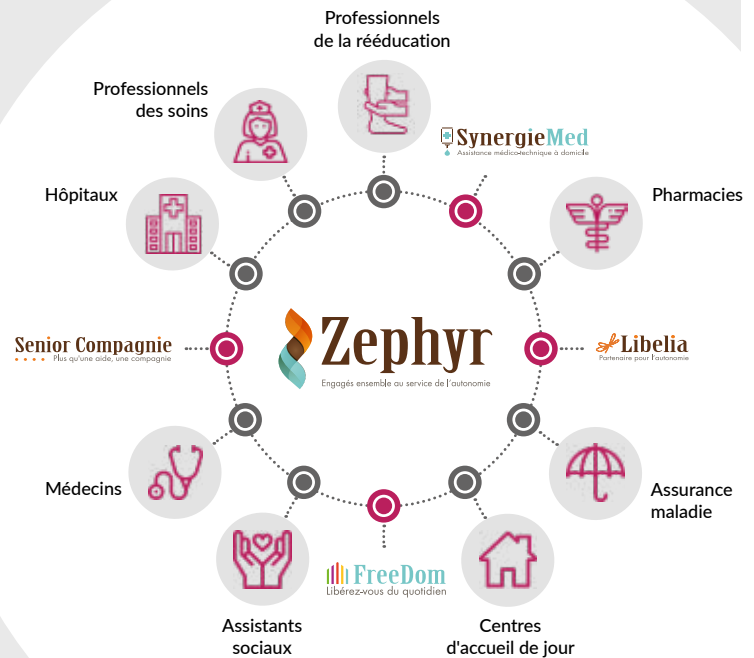 Professionnels
de la rééducation
Professionnels
des soins
SynergieMed
Assistance médico-technique à domicile
Hôpitaux
Pharmacies
Zephyr
Engagés ensemble au service de l'autonomie
Senior Compagnie
Plus qu'une aide, une compagnie
Libelia
Partenaire pour l'autonomie
Médecins
Assurance
maladie
FreeDom
Libérez-vous du quotidien
Assistants
sociaux
Centres
d'accueil de jour